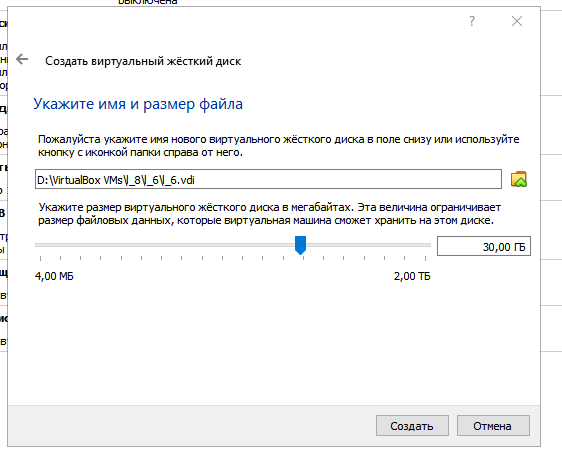 Выключена
?
Создать виртуальный жёсткий диск
Укажите имя и размер файла
Пожалуйста укажите имя нового виртуального жёсткого диска в поле снизу или используйте
кнопку с иконкой папки справа от него.
D:\VirtualBox VMs\l_8\l_6\l_6.vdi
Укажите размер виртуального жёсткого диска в мегабайтах. Эта величина ограничивает
размер файловых данных, которые виртуальная машина сможет хранить на этом диске.
30,00 ГБ
4,00 МБ
2,00 ТБ
Создать
Отмена